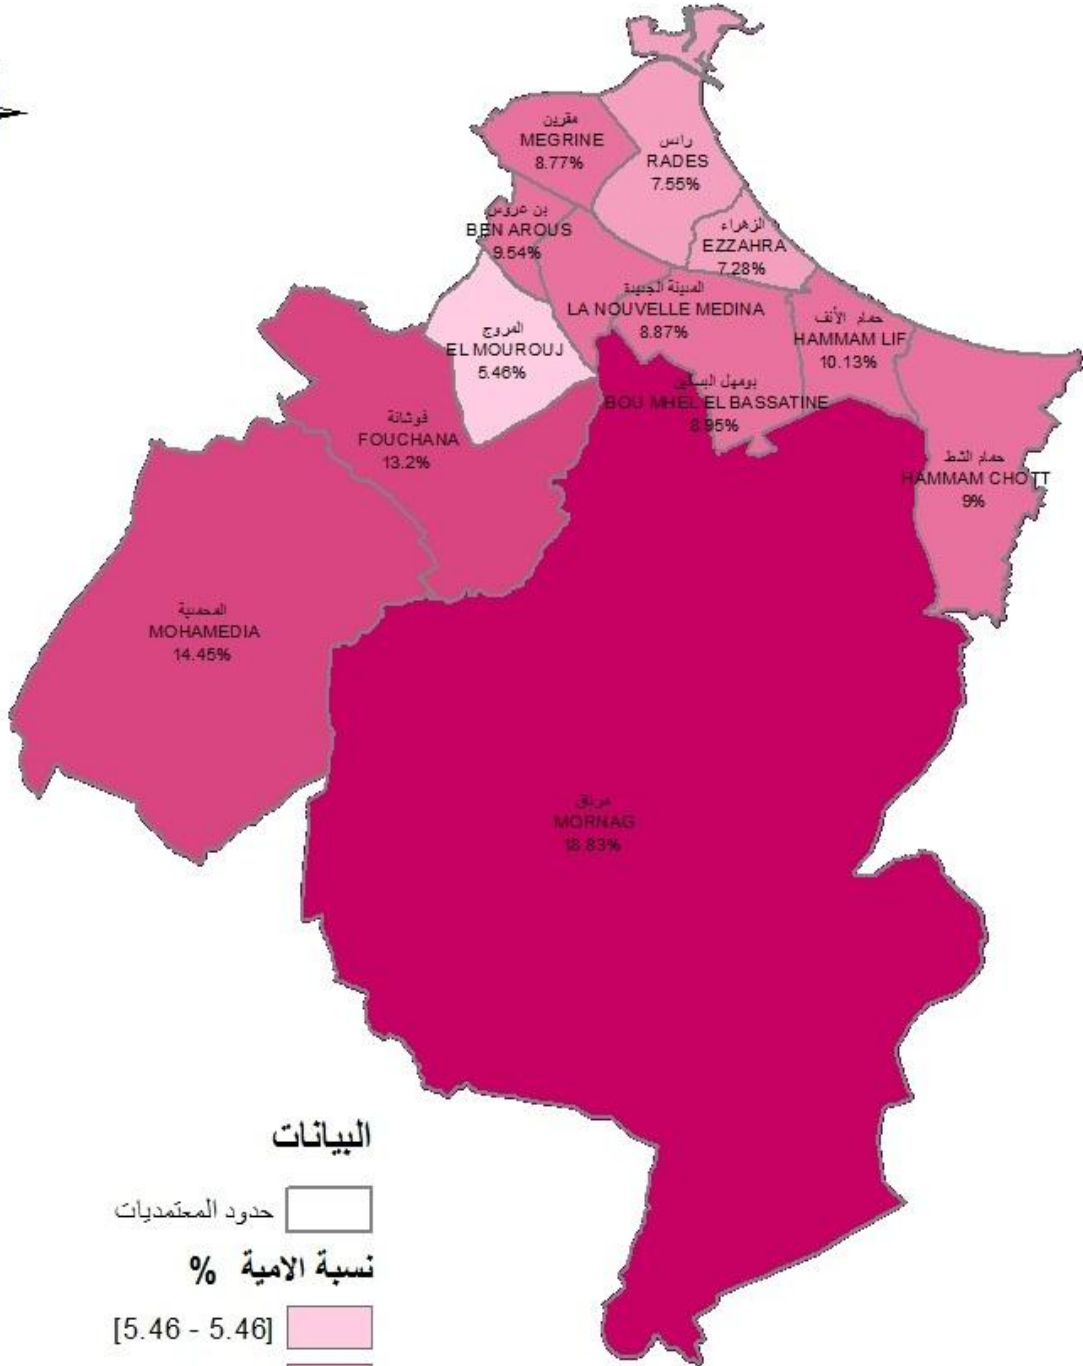 مقرين
MEGRINE
8.77%
رادس
RADES
7.55%
بن عروس
BEN AROUS
9.54%
الزهراء
EZZAHRA
7.28%
المدينة الجديدة
LA NOUVELLE MEDINA
8.87%
حمام الأنف
HAMMAM LIF
10.13%
المروج
EL MOUROUJ
5.46%
بومهل البساتين
BOU MHEL EL BASSATINE
8.95%
فوشانة
FOUCHANA
13.2%
حمام الشط
HAMMAM CHOTT
9%
المحمدية
MOHAMEDIA
14.45%
مرناق
MORNAG
18.83%
البيانات
حدود المعتمديات
نسبة الامية %
[5.46 - 5.46]